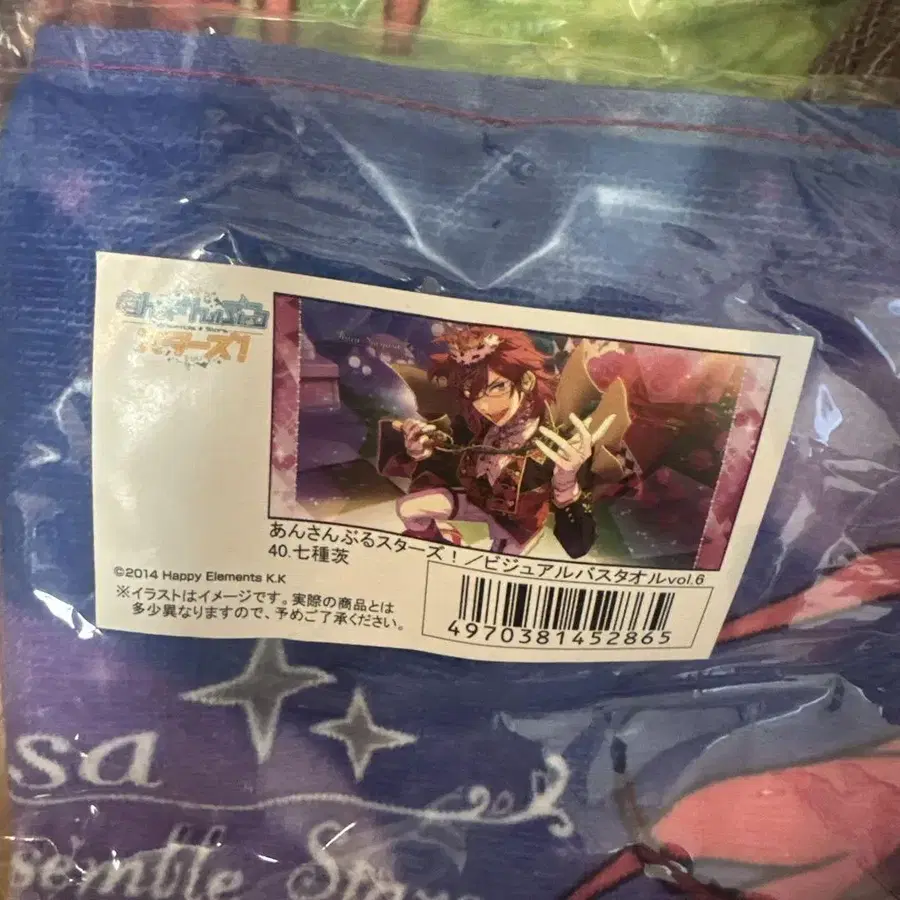 あんさんぶる
スターズ！
あんさんぶるスターズ！／ビジュアルバスタオルvol.6
40.七種茨
©2014 Happy Elements K.K
※イラストはイメージです。実際の商品とは
多少異なりますので、予めご了承ください。
4970381452865
sa
semble Stars